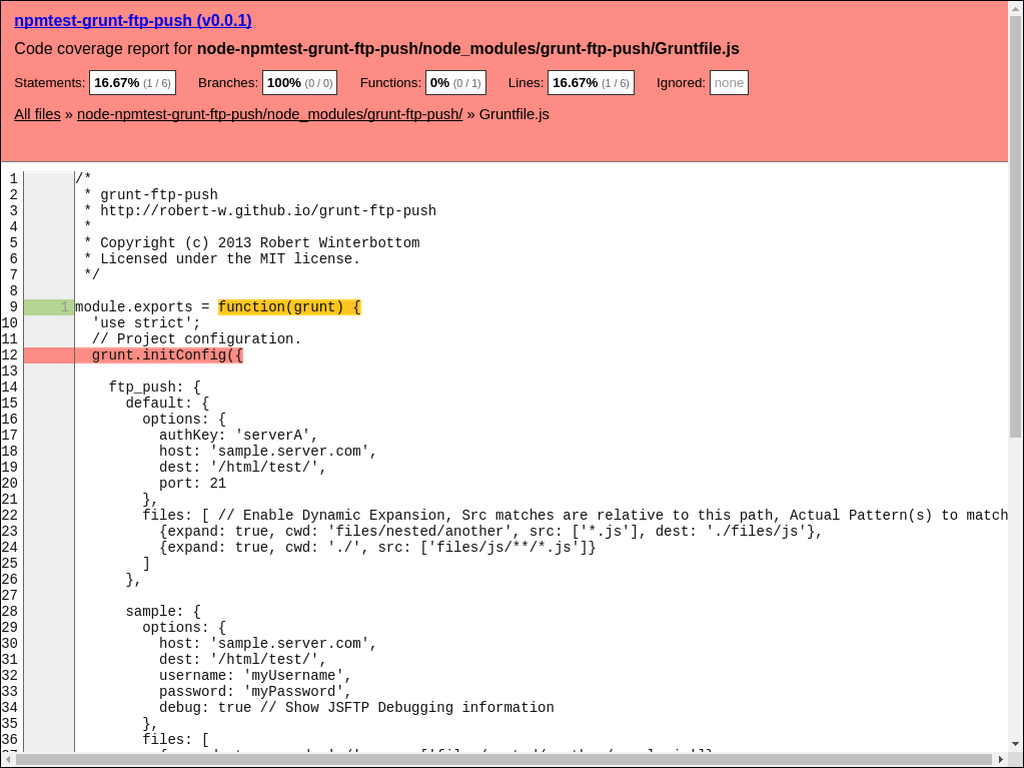 npmtest-grunt-ftp-push (v0.0.1)
Code coverage report for node-npmtest-grunt-ftp-push/node_modules/grunt-ftp-push/Gruntfile.js
Statements: 16.67% (1 / 6) Branches: 100% (0 / 0) Functions: 0% (0 / 1) Lines: 16.67% (1 / 6) Ignored: none
All files » node-npmtest-grunt-ftp-push/node_modules/grunt-ftp-push/ » Gruntfile.js
1 /*
2  * grunt-ftp-push
3  * http://robert-w.github.io/grunt-ftp-push
4  *
5  * Copyright (c) 2013 Robert Winterbottom
6  * Licensed under the MIT license.
7  */
8
9 1 module.exports = function(grunt) {
10   'use strict';
11   // Project configuration.
12   grunt.initConfig({
13
14     ftp_push: {
15       default: {
16         options: {
17           authKey: 'serverA',
18           host: 'sample.server.com',
19           dest: '/html/test/',
20           port: 21
21         },
22         files: [ // Enable Dynamic Expansion, Src matches are relative to this path, Actual Pattern(s) to match
23           {expand: true, cwd: 'files/nested/another', src: ['*.js'], dest: './files/js'},
24           {expand: true, cwd: './', src: ['files/js/**/*.js']}
25         ]
26       },
27
28       sample: {
29         options: {
30           host: 'sample.server.com',
31           dest: '/html/test/',
32           username: 'myUsername',
33           password: 'myPassword',
34           debug: true // Show JSFTP Debugging information
35         },
36         files: [